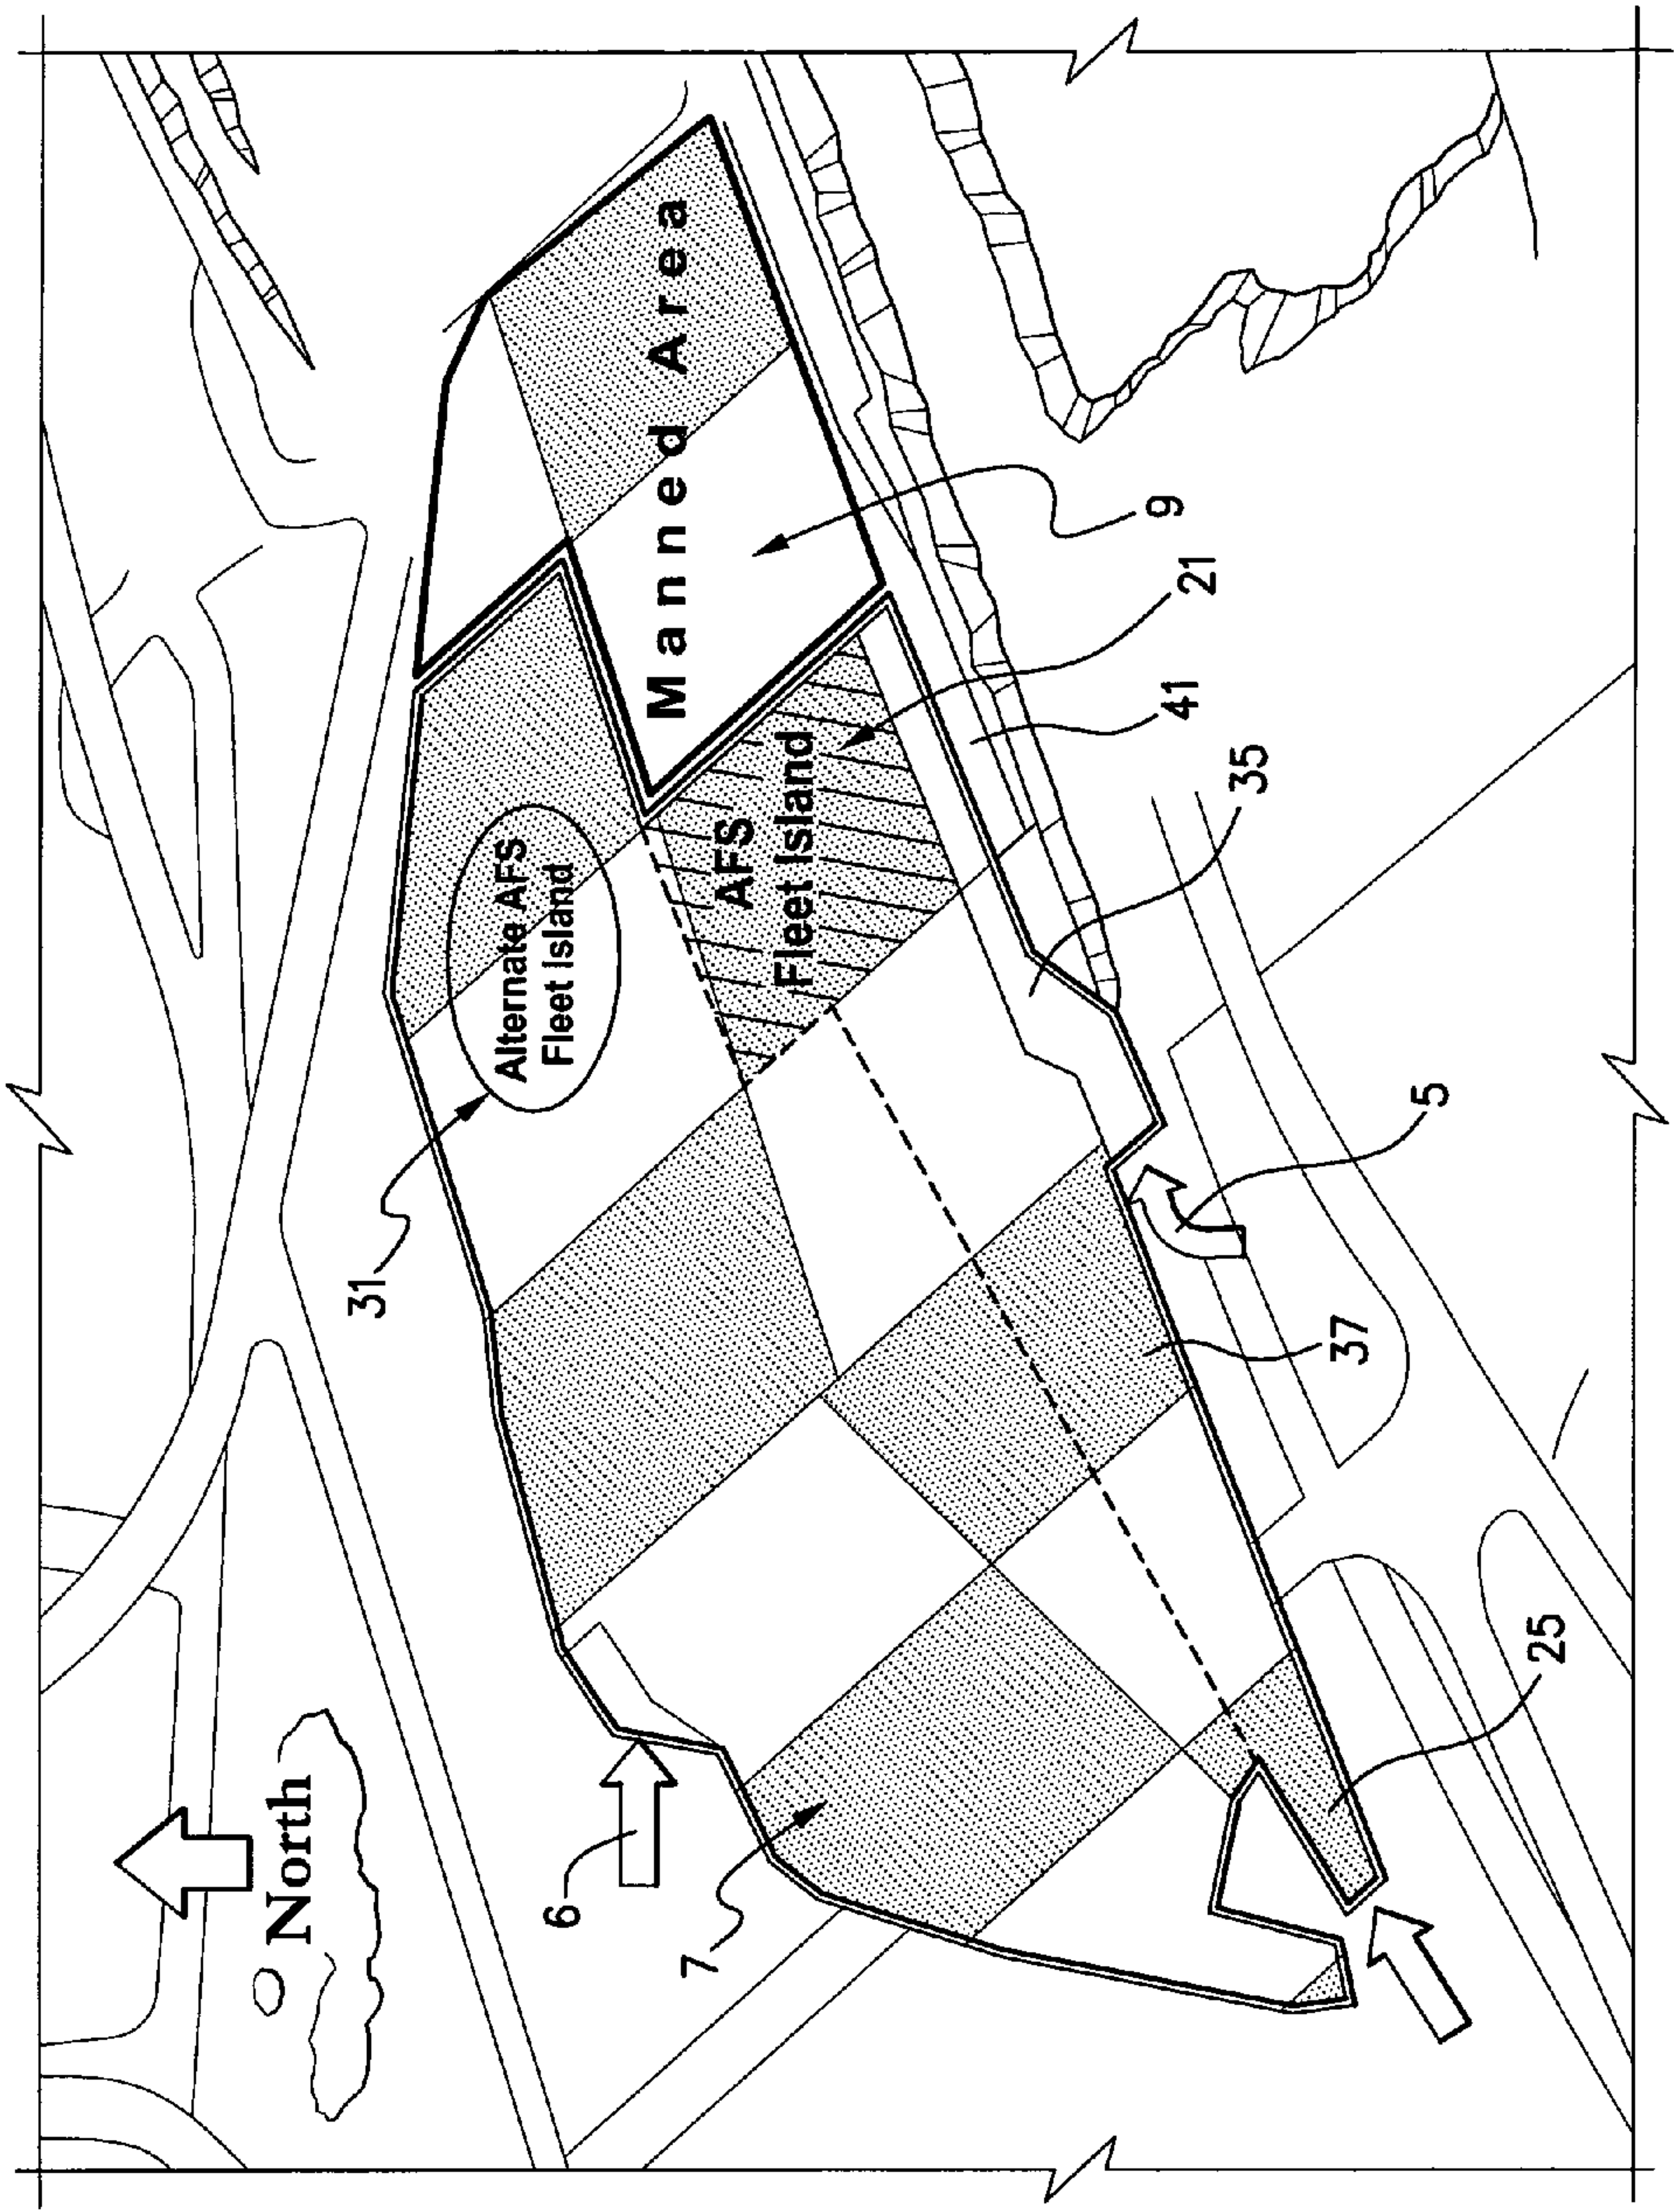 North
6
7
31
Alternate AFS
Fleet Island
AFS
Fleet Island
Manned Area
9
21
41
35
5
37
25